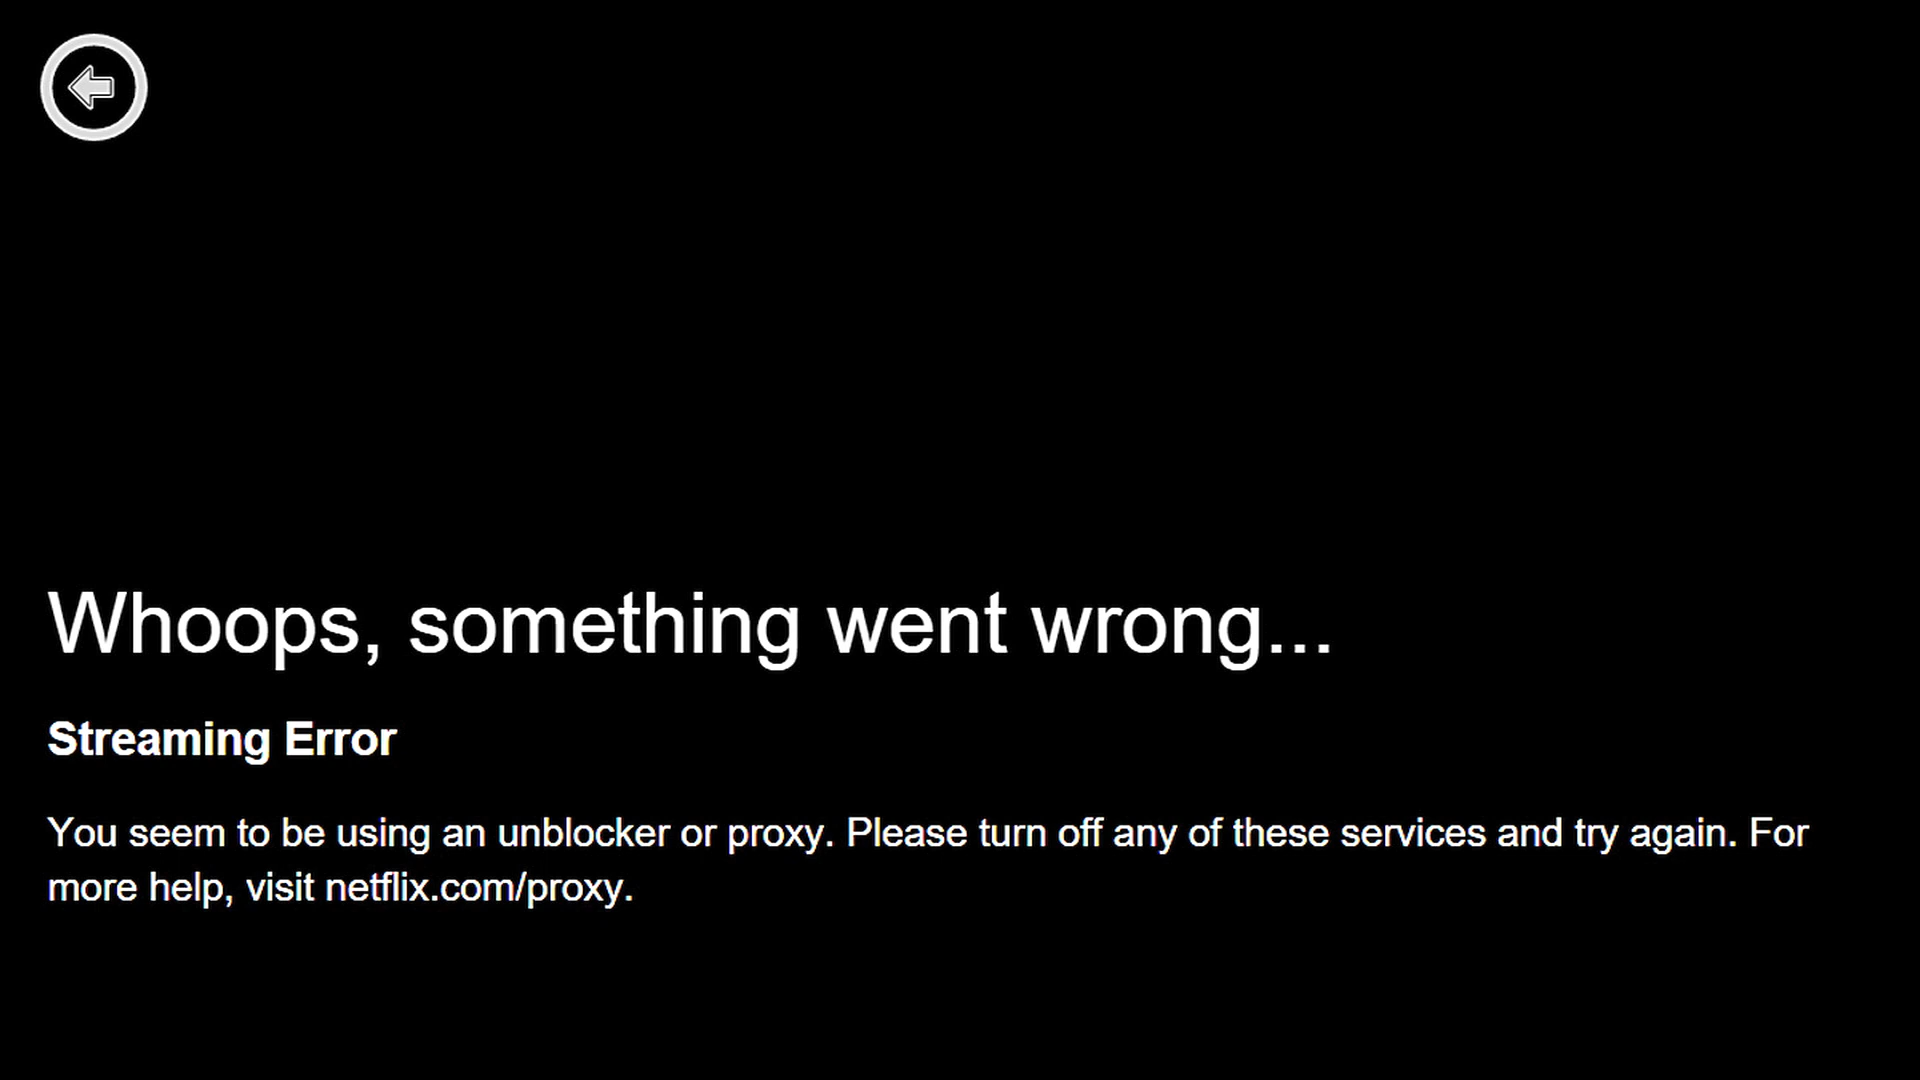 Whoops, something went wrong...
Streaming Error
You seem to be using an unblocker or proxy. Please turn off any of these services and try again. For
more help, visit netflix.com/proxy.